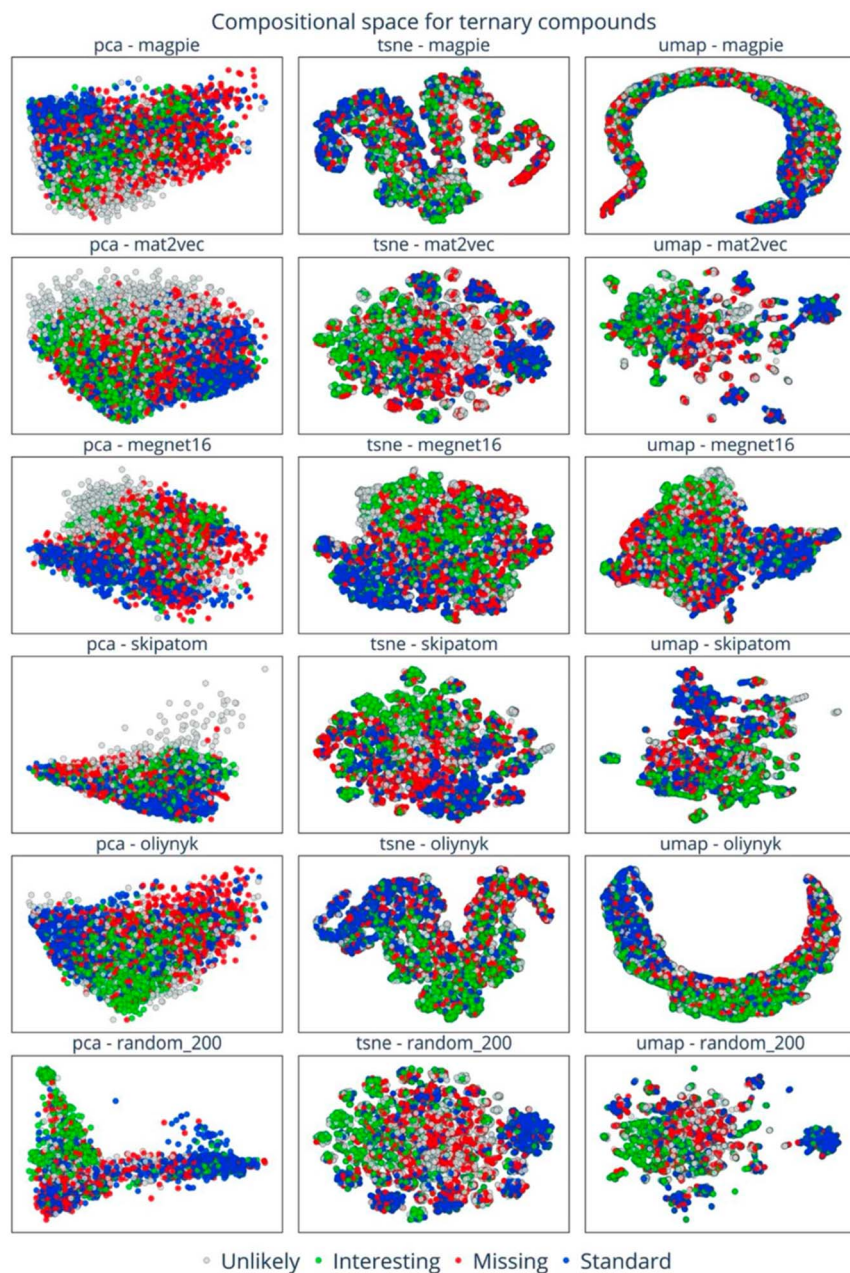 Compositional space for ternary compounds
pca - magpie tsne - magpie umap - magpie
pca - mat2vec tsne - mat2vec umap - mat2vec
pca - megnet16 tsne - megnet16 umap - megnet16
pca - skipatom tsne - skipatom umap - skipatom
pca - oliynyk tsne - oliynyk umap - oliynyk
pca - random_200 tsne - random_200 umap - random_200
Unlikely Interesting Missing Standard